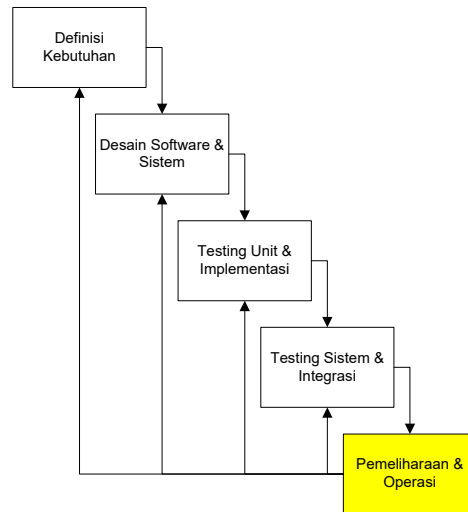 Definisi
Kebutuhan
Desain Software &
Sistem
Testing Unit &
Implementasi
Testing Sistem &
Integrasi
Pemeliharaan &
Operasi